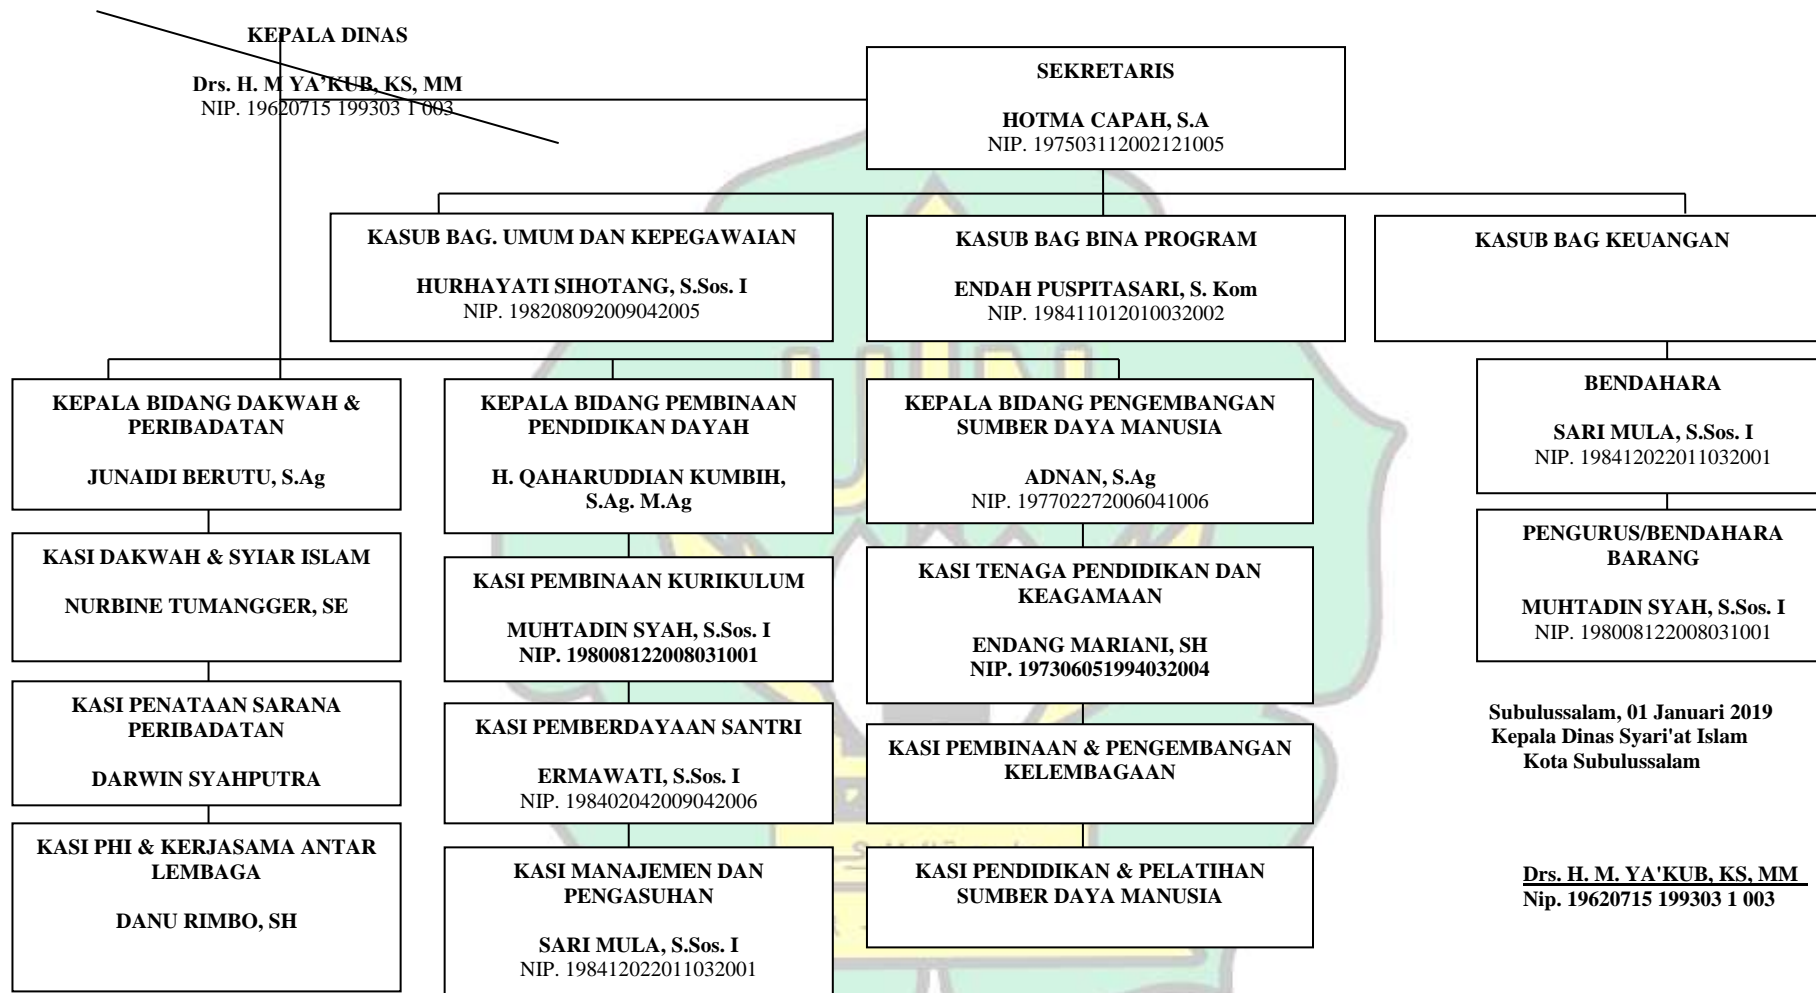 KEPALA DINAS
Drs. H. M YA'KUB, KS, MM
NIP. 19620715 199303 1 003
SEKRETARIS
HOTMA CAPAH, S.A
NIP. 197503112002121005
KASUB BAG. UMUM DAN KEPEGAWAIAN
HURHAYATI SIHOTANG, S.Sos. I
NIP. 198208092009042005
KASUB BAG BINA PROGRAM
ENDAH PUSPITASARI, S. Kom
NIP. 198411012010032002
KASUB BAG KEUANGAN
BENDAHARA
SARI MULA, S.Sos. I
NIP. 198412022011032001
PENGURUS/BENDAHARA
BARANG
MUHTADIN SYAH, S.Sos. I
NIP. 198008122008031001
KEPALA BIDANG DAKWAH &
PERIBADATAN
JUNAIDI BERUTU, S.Ag
KASI DAKWAH & SYIAR ISLAM
NURBINE TUMANGGER, SE
KASI PENATAAN SARANA
PERIBADATAN
DARWIN SYAHPUTRA
KASI PHI & KERJASAMA ANTAR
LEMBAGA
DANU RIMBO, SH
KEPALA BIDANG PEMBINAAN
PENDIDIKAN DAYAH
H. QAHARUDDIAN KUMBIH,
S.Ag. M.Ag
KASI PEMBINAAN KURIKULUM
MUHTADIN SYAH, S.Sos. I
NIP. 198008122008031001
KASI PEMBERDAYAAN SANTRI
ERMAWATI, S.Sos. I
NIP. 198402042009042006
KASI MANAJEMEN DAN
PENGASUHAN
SARI MULA, S.Sos. I
NIP. 198412022011032001
KEPALA BIDANG PENGEMBANGAN
SUMBER DAYA MANUSIA
ADNAN, S.Ag
NIP. 197702272006041006
KASI TENAGA PENDIDIKAN DAN
KEAGAMAAN
ENDANG MARIANI, SH
NIP. 197306051994032004
KASI PEMBINAAN & PENGEMBANGAN
KELEMBAGAAN
KASI PENDIDIKAN & PELATIHAN
SUMBER DAYA MANUSIA
Subulussalam, 01 Januari 2019
Kepala Dinas Syari'at Islam
Kota Subulussalam
Drs. H. M. YA'KUB, KS, MM
Nip. 19620715 199303 1 003
UIN